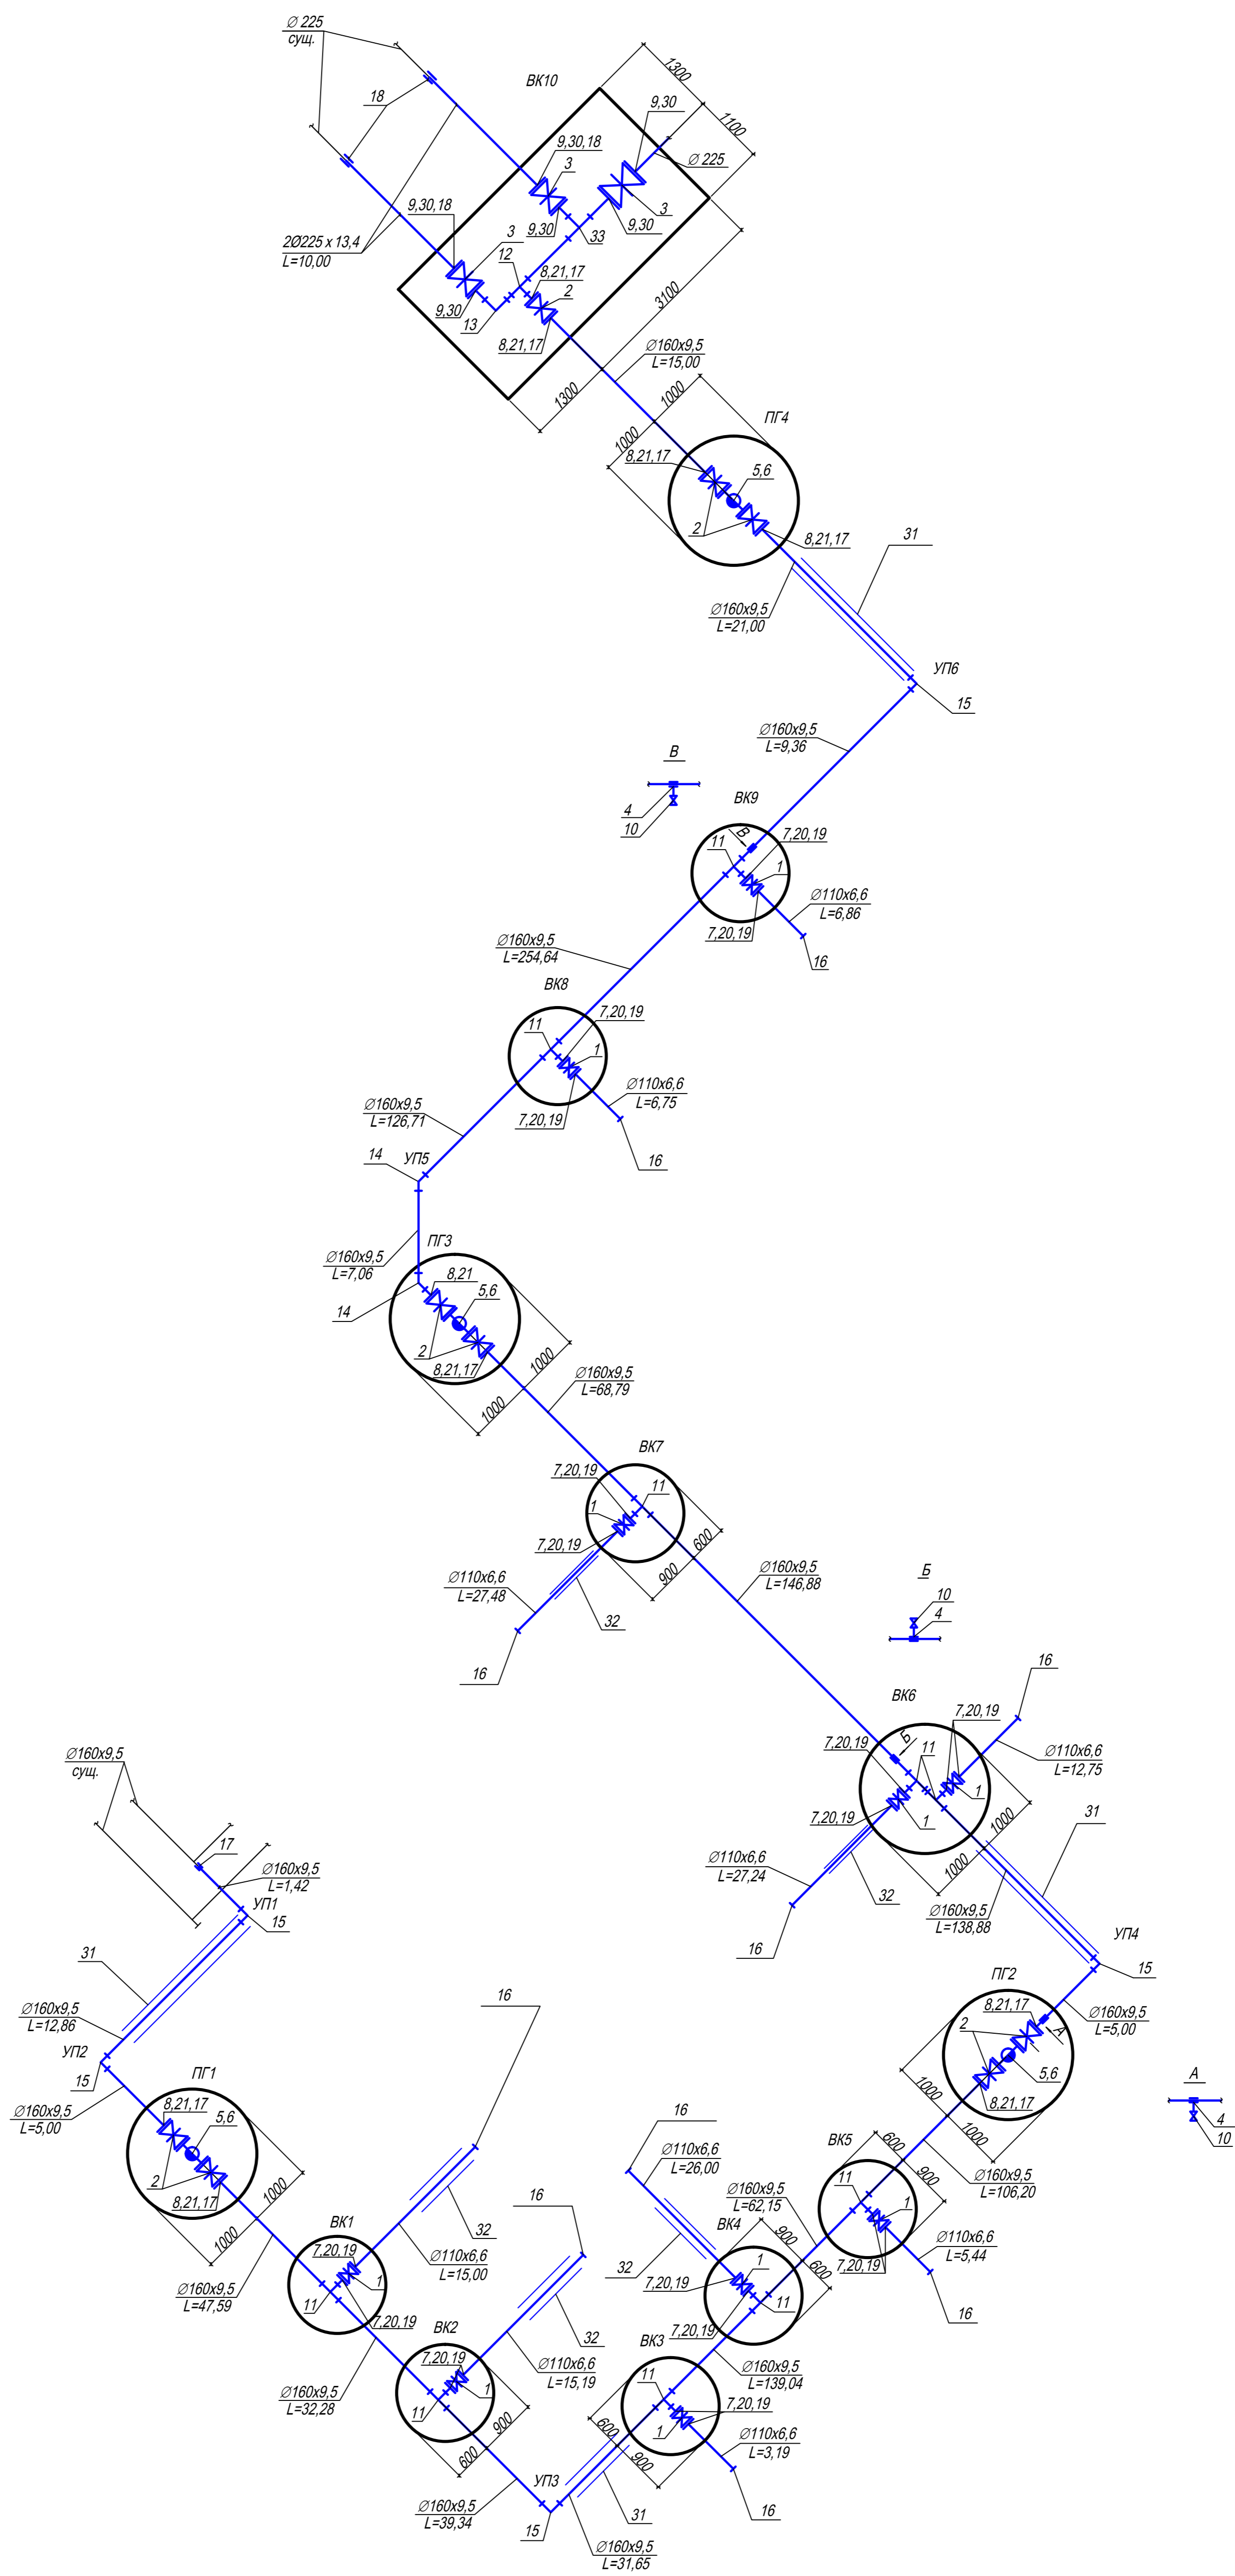 Ø 225
сущ.
18
ВК10
1300
1100
9,30
9,30,18
3
Ø 225
3
9,30
9,30
33
9,30,18
3
2Ø225 x 13,4
L=10,00
12
8,21,17
2
9,30
13
8,21,17
3100
1300
Ø160x9,5
L=15,00
1000
1000
ПГ4
8,21,17
5,6
2
8,21,17
31
Ø160x9,5
L=21,00
УП6
15
Ø160x9,5
L=9,36
В
4
10
ВК9
В
11
7,20,19
1
Ø110x6,6
L=6,86
7,20,19
16
Ø160x9,5
L=254,64
ВК8
11
7,20,19
1
Ø110x6,6
L=6,75
7,20,19
16
Ø160x9,5
L=126,71
14
УП5
Ø160x9,5
L=7,06
ПГ3
8,21
5,6
14
2
8,21,17
1000
1000
Ø160x9,5
L=68,79
ВК7
7,20,19
11
1
7,20,19
600
900
Ø110x6,6
L=27,48
32
16
Ø160x9,5
L=146,88
Б
10
4
ВК6
16
7,20,19
Б
11
7,20,19
Ø110x6,6
L=12,75
1
7,20,19
1
1000
1000
31
Ø110x6,6
L=27,24
32
16
Ø160x9,5
L=138,88
УП4
15
Ø160x9,5
сущ.
17
Ø160x9,5
L=1,42
УП1
15
31
Ø160x9,5
L=12,86
УП2
15
Ø160x9,5
L=5,00
ПГ1
8,21,17
5,6
2
8,21,17
1000
1000
Ø160x9,5
L=47,59
ВК1
7,20,19
1
11
7,20,19
16
32
Ø110x6,6
L=15,00
Ø160x9,5
L=32,28
ВК2
7,20,19
1
11
16
32
Ø110x6,6
L=15,19
900
600
Ø160x9,5
L=39,34
УП3
15
31
Ø160x9,5
L=31,65
ВК3
11
7,20,19
1
600
900
Ø110x6,6
L=3,19
16
Ø160x9,5
L=139,04
ВК4
16
Ø110x6,6
L=26,00
32
7,20,19
1
11
7,20,19
900
600
Ø160x9,5
L=62,15
ВК5
11
1
7,20,19
600
900
Ø110x6,6
L=5,44
16
Ø160x9,5
L=106,20
ПГ2
8,21,17
2
А
5,6
8,21,17
1000
1000
Ø160x9,5
L=5,00
А
4
10